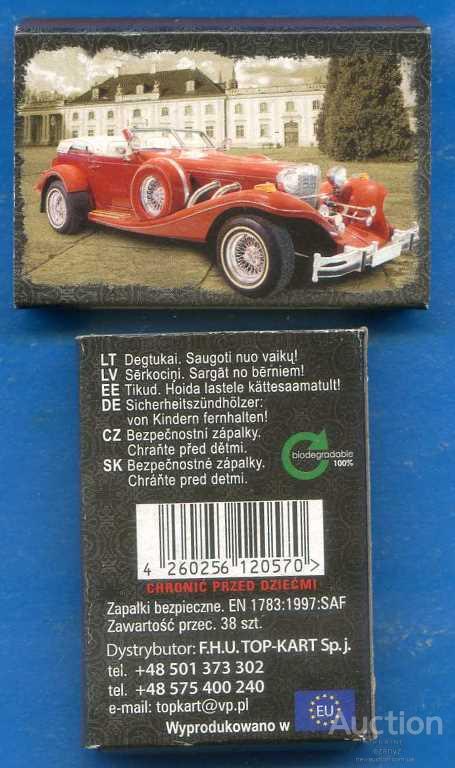 LT Degtukai. Saugoti nuo vaikų!
LV Sērkociņi. Sargāt no bērniem!
EE Tikud. Hoida lastele kättesaamatult!
DE Sicherheitszündhölzer:
von Kindern fernhalten!
CZ Bezpečnostní zápalky.
Chraňte před dětmi.
SK Bezpečnostné zápalky.
Chráňte pred detmi.
biodegradable
100%
4 260256 120570 >
CHRONIĆ PRZED DZIEĆMI
Zapałki bezpieczne. EN 1783:1997:SAF
Zawartość przec. 38 szt.
Dystrybutor: F.H.U. TOP-KART Sp. j.
tel. +48 501 373 302
tel. +48 575 400 240
e-mail: topkart@vp.pl
Wyprodukowano w EU
Auction